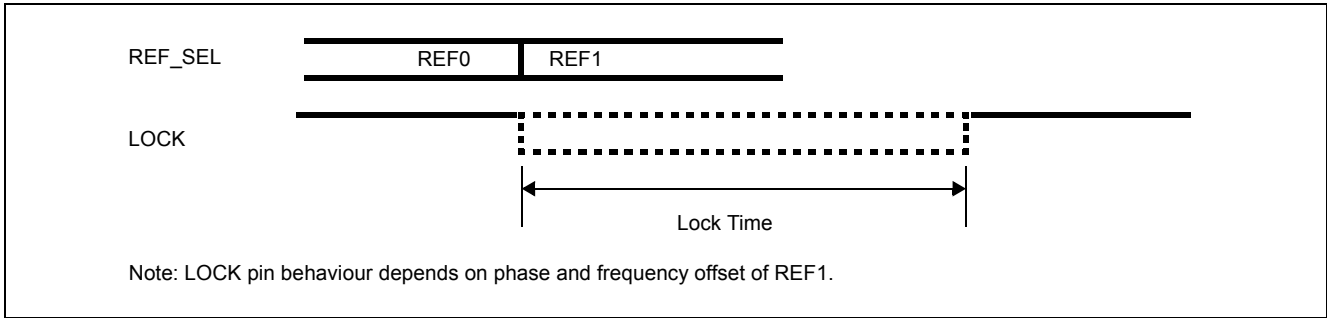 REF_SEL
REF0
REF1
LOCK
Lock Time
Note: LOCK pin behaviour depends on phase and frequency offset of REF1.